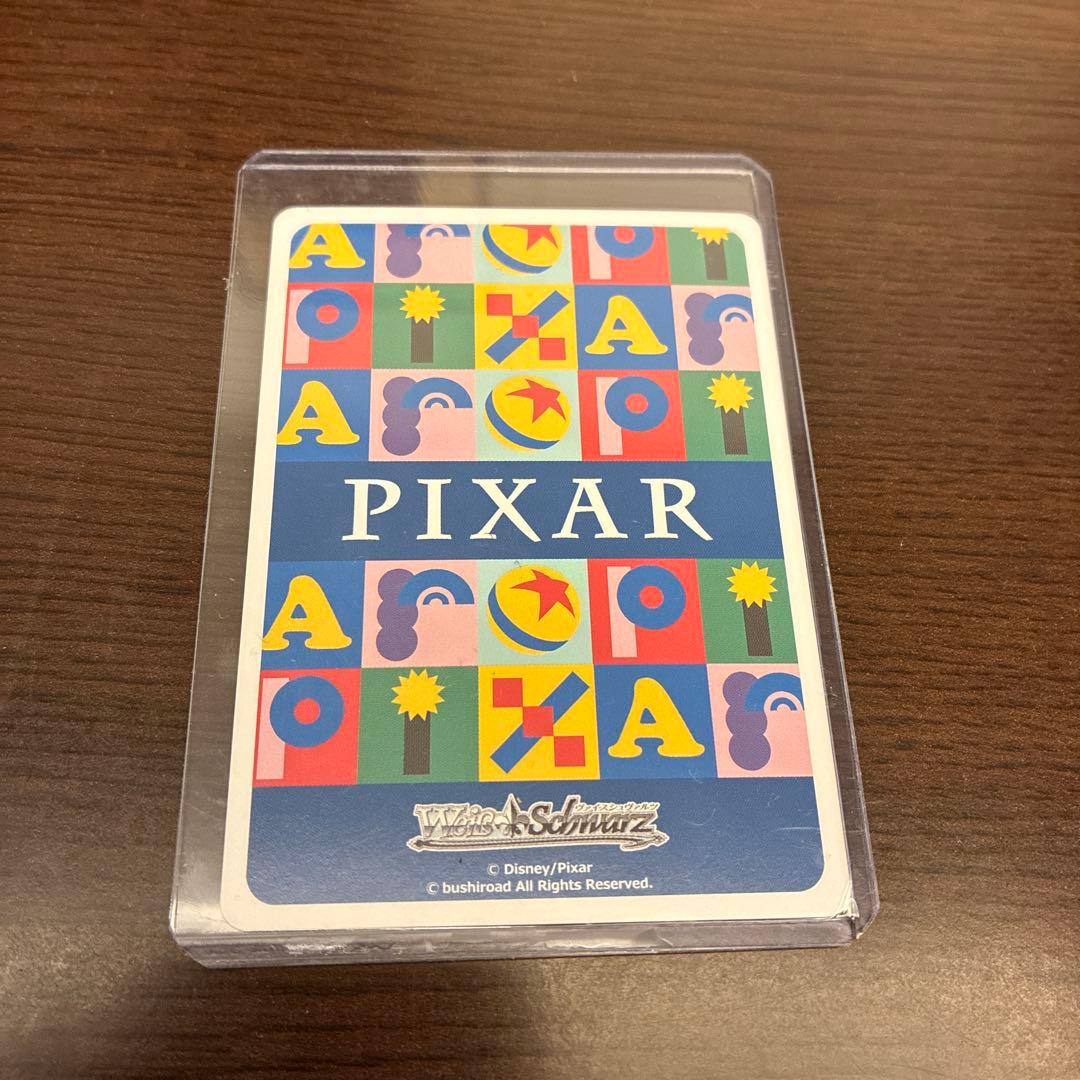 A r P i
P i X A r
A r P i
PIXAR
A r P i
P i X A r
ヴァイスシュヴァルツ
Weiß Schwarz
© Disney/Pixar
© bushiroad All Rights Reserved.